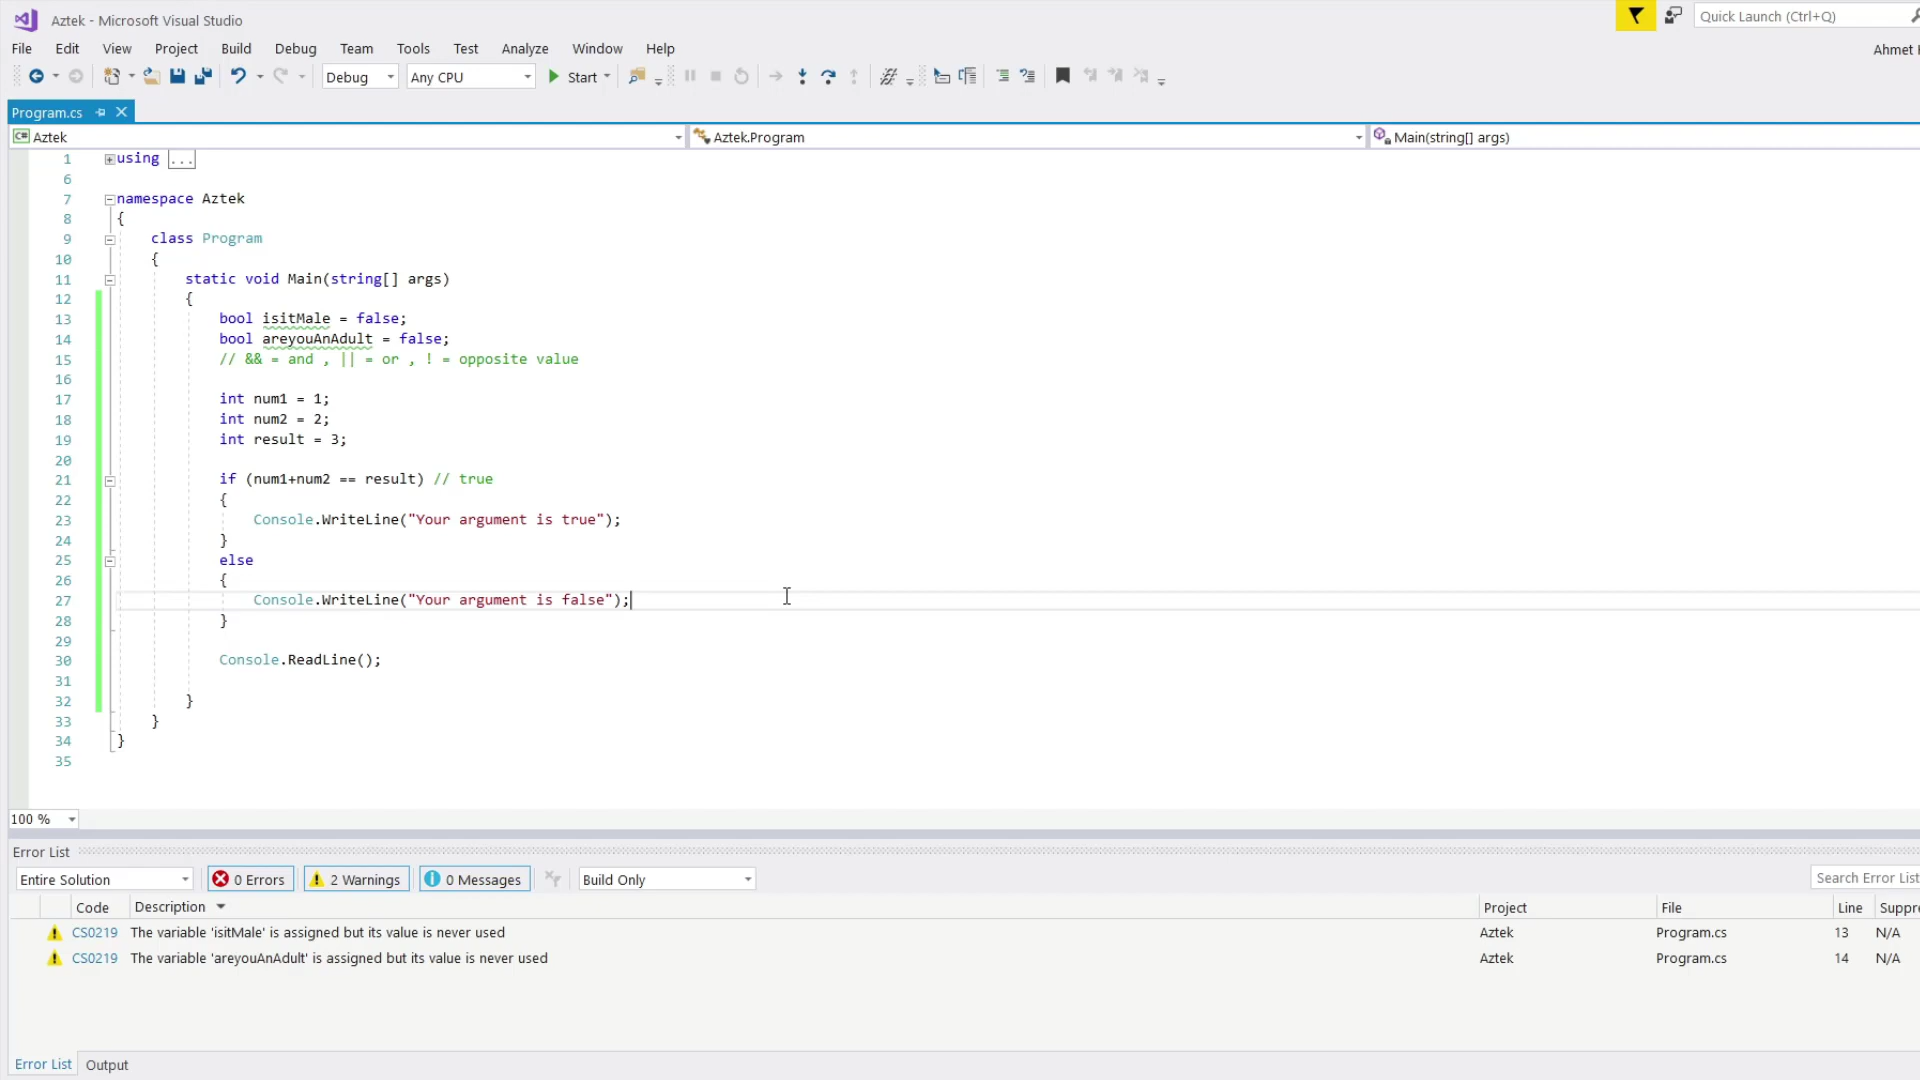 Aztek - Microsoft Visual Studio
Quick Launch (Ctrl+Q)
File Edit View Project Build Debug Team Tools Test Analyze Window Help
Ahmet
Debug Any CPU Start
Program.cs
C# Aztek Aztek.Program Main(string[] args)
1 using ...
6
7 namespace Aztek
8 {
9 class Program
10 {
11 static void Main(string[] args)
12 {
13 bool isitMale = false;
14 bool areyouAnAdult = false;
15 // && = and , || = or , ! = opposite value
16
17 int num1 = 1;
18 int num2 = 2;
19 int result = 3;
20
21 if (num1+num2 == result) // true
22 {
23 Console.WriteLine("Your argument is true");
24 }
25 else
26 {
27 Console.WriteLine("Your argument is false");
28 }
29
30 Console.ReadLine();
31
32 }
33 }
34 }
35
100 %
Error List
Entire Solution 0 Errors 2 Warnings 0 Messages Build Only Search Error List
Code Description Project File Line Suppre
CS0219 The variable 'isitMale' is assigned but its value is never used Aztek Program.cs 13 N/A
CS0219 The variable 'areyouAnAdult' is assigned but its value is never used Aztek Program.cs 14 N/A
Error List Output